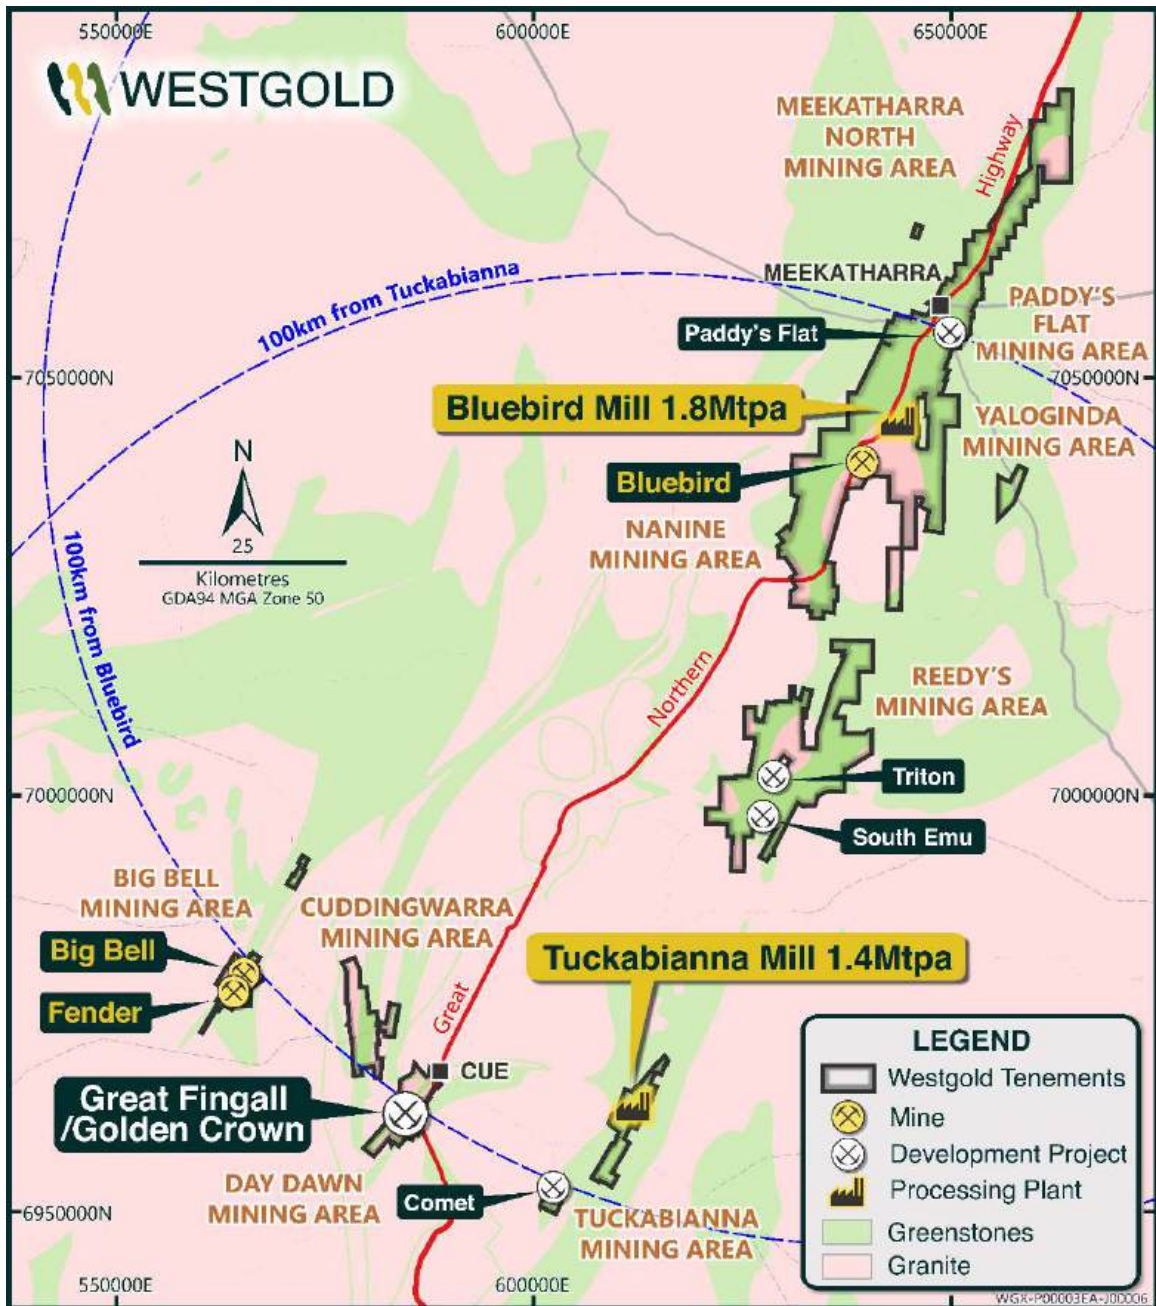 550000E
600000E
650000E
WESTGOLD
MEEKATHARRA
NORTH
MINING AREA
Highway
MEEKATHARRA
100km from Tuckabianna
Paddy's Flat
PADDY'S
FLAT
MINING AREA
7050000N
7050000N
Bluebird Mill 1.8Mtpa
YALOGINDA
MINING AREA
N
25
Kilometres
GDA94 MGA Zone 50
Bluebird
NANINE
MINING AREA
100km from Bluebird
Northern
REEDY'S
MINING AREA
Triton
7000000N
7000000N
South Emu
BIG BELL
MINING AREA
CUDDINGWARRA
MINING AREA
Big Bell
Fender
Tuckabianna Mill 1.4Mtpa
Great
CUE
Great Fingall
/Golden Crown
DAY DAWN
MINING AREA
Comet
TUCKABIANNA
MINING AREA
6950000N
LEGEND
Westgold Tenements
Mine
Development Project
Processing Plant
Greenstones
Granite
550000E
600000E
WGX-P00003EA-J00006